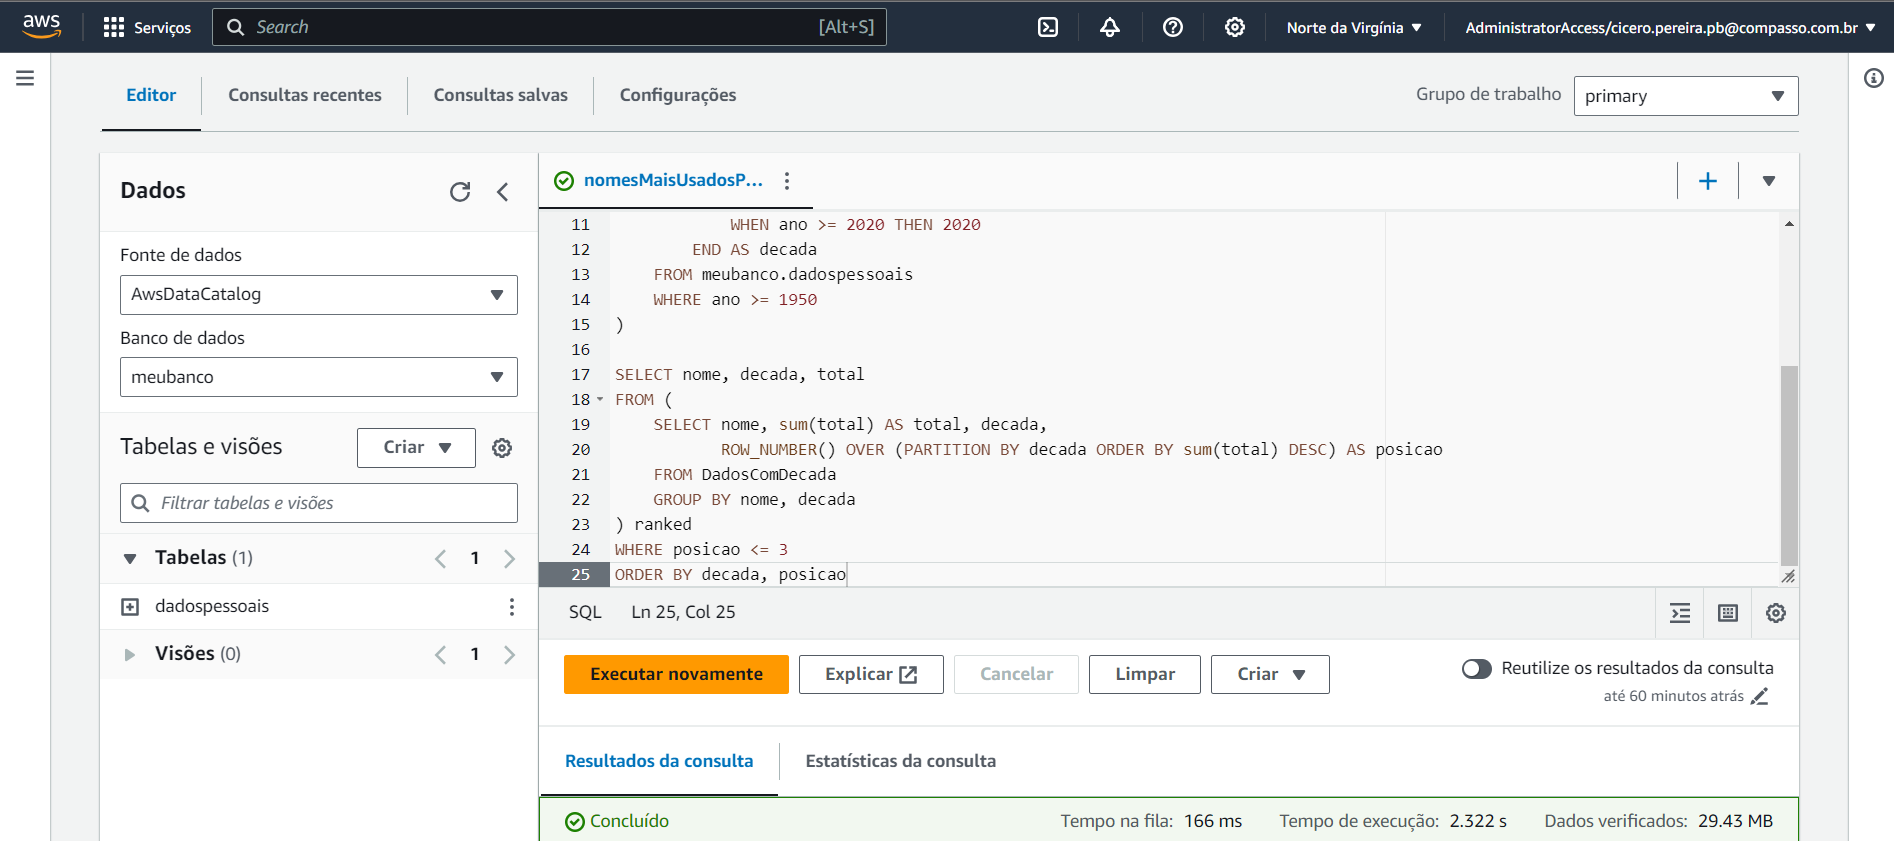 aws
Serviços
Search
[Alt+S]
Norte da Virgínia
AdministratorAccess/cicero.pereira.pb@compasso.com.br
Editor
Consultas recentes
Consultas salvas
Configurações
Grupo de trabalho
primary
Dados
Fonte de dados
AwsDataCatalog
Banco de dados
meubanco
Tabelas e visões
Criar
Filtrar tabelas e visões
Tabelas (1)
1
dadospessoais
Visões (0)
1
nomesMaisUsadosP...
11 WHEN ano >= 2020 THEN 2020
12 END AS decada
13 FROM meubanco.dadospessoais
14 WHERE ano >= 1950
15 )
16
17 SELECT nome, decada, total
18 FROM (
19 SELECT nome, sum(total) AS total, decada,
20 ROW_NUMBER() OVER (PARTITION BY decada ORDER BY sum(total) DESC) AS posicao
21 FROM DadosComDecada
22 GROUP BY nome, decada
23 ) ranked
24 WHERE posicao <= 3
25 ORDER BY decada, posicao
SQL
Ln 25, Col 25
Executar novamente
Explicar
Cancelar
Limpar
Criar
Reutilize os resultados da consulta
até 60 minutos atrás
Resultados da consulta
Estatísticas da consulta
Concluído
Tempo na fila: 166 ms
Tempo de execução: 2.322 s
Dados verificados: 29.43 MB